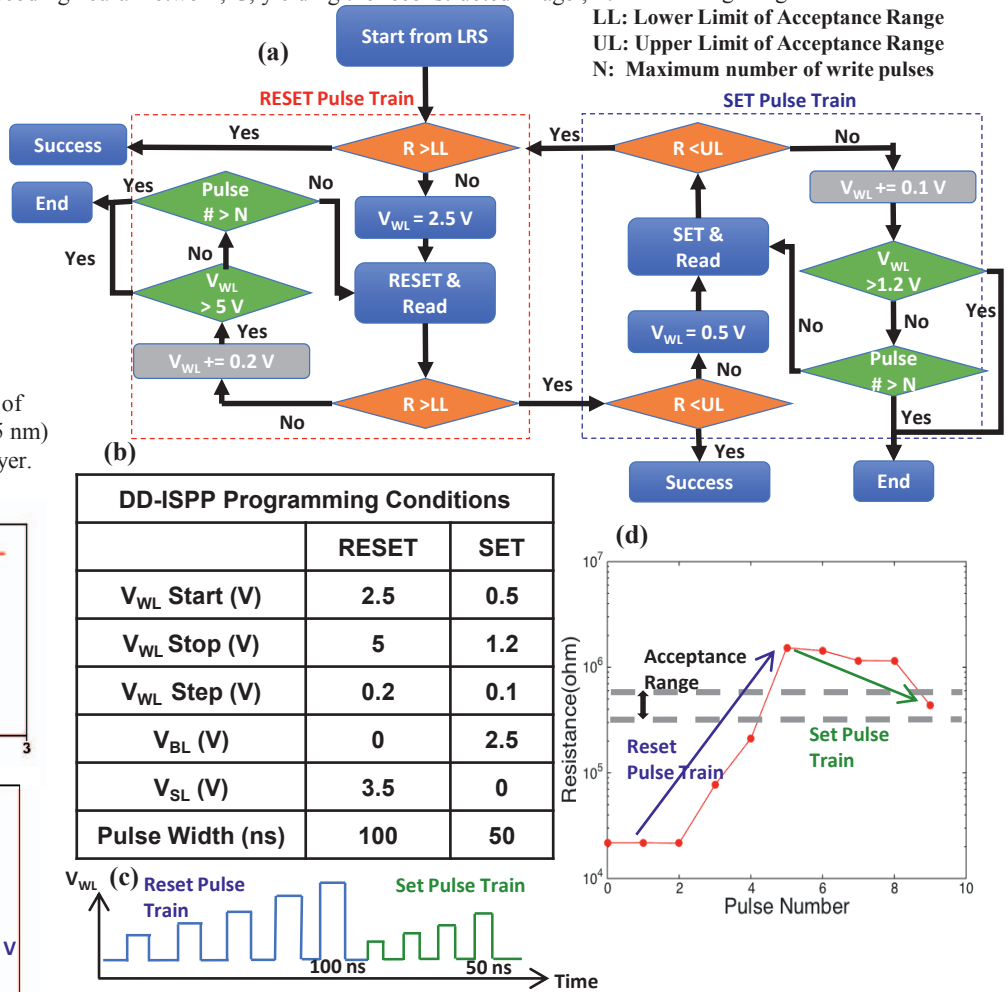 LL: Lower Limit of Acceptance Range
UL: Upper Limit of Acceptance Range
N: Maximum number of write pulses
(a)
Start from LRS
RESET Pulse Train
SET Pulse Train
Success
Yes
R >LL
Yes
R <UL
No
End
Yes
Pulse
# > N
No
No
V_WL = 2.5 V
V_WL += 0.1 V
Yes
No
V_WL
> 5 V
RESET &
Read
SET &
Read
V_WL
>1.2 V
Yes
Yes
V_WL += 0.2 V
V_WL = 0.5 V
No
No
No
R >LL
No
Yes
R <UL
Pulse
# > N
Yes
Yes
Success
End
of
5 nm)
yer.
(b)
DD-ISPP Programming Conditions
RESET SET
V_WL Start (V) 2.5 0.5
V_WL Stop (V) 5 1.2
V_WL Step (V) 0.2 0.1
V_BL (V) 0 2.5
V_SL (V) 3.5 0
Pulse Width (ns) 100 50
3
V
(c)
V_WL
Reset Pulse
Train
Set Pulse Train
100 ns
50 ns
Time
(d)
Resistance(ohm)
10^7
10^6
10^5
10^4
Acceptance
Range
Reset
Pulse Train
Set Pulse
Train
0 2 4 6 8 10
Pulse Number